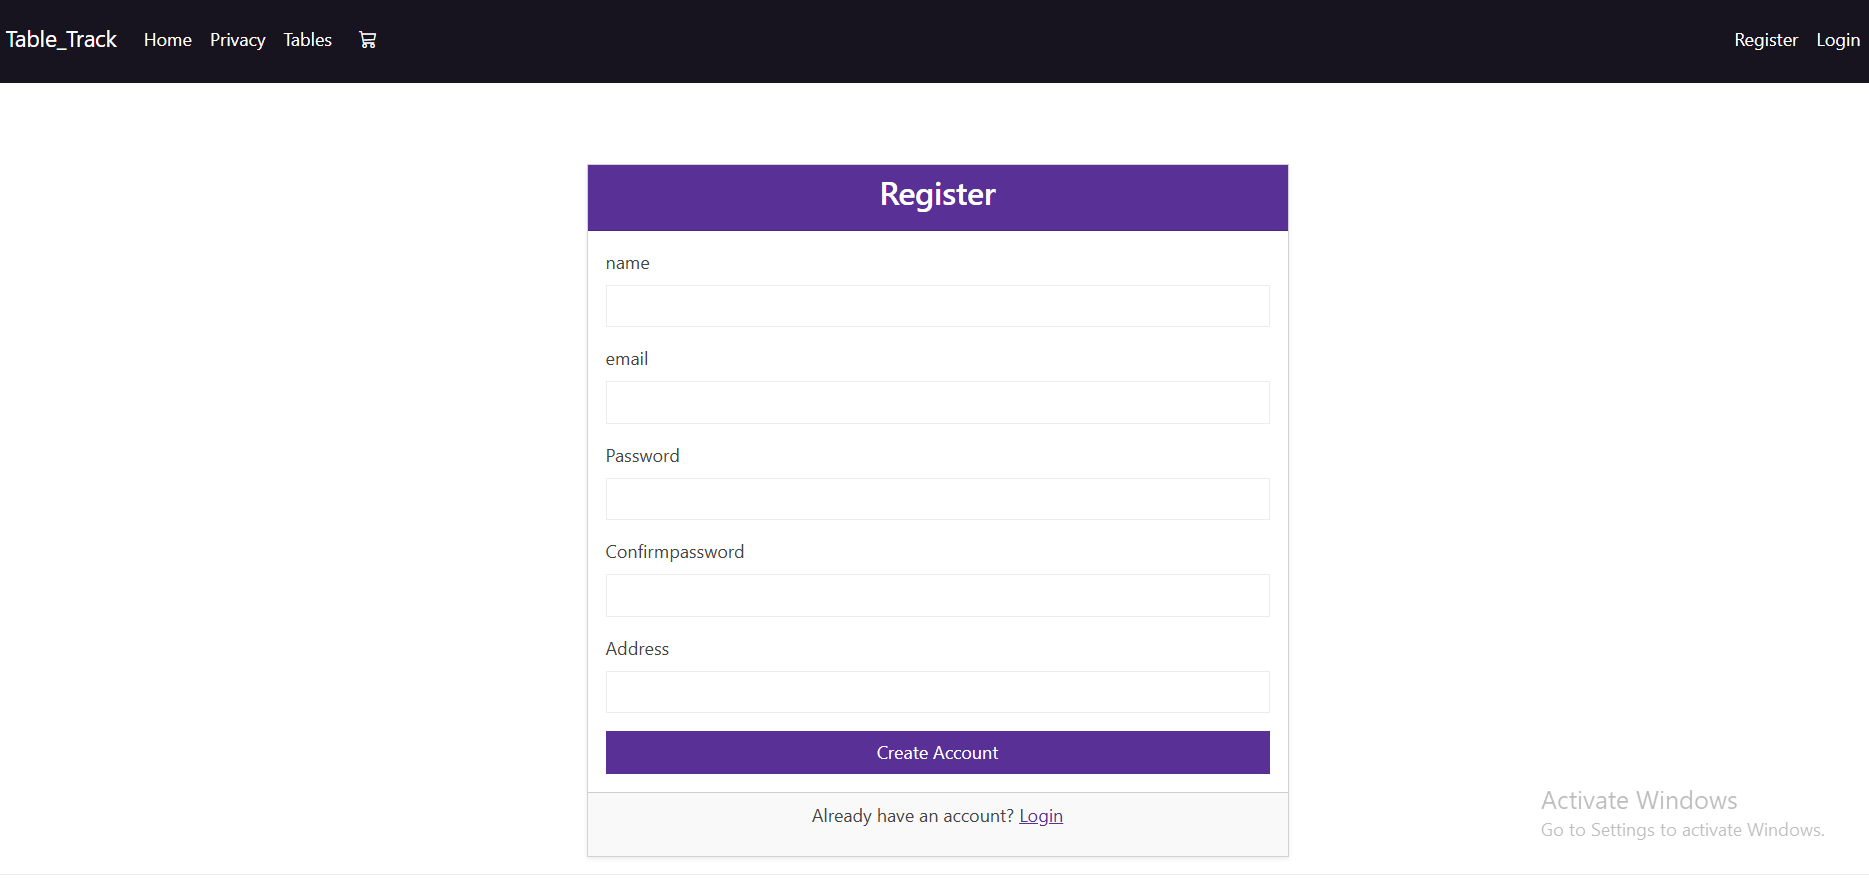 Table_Track Home Privacy Tables Register Login
Register
name
email
Password
Confirmpassword
Address
Create Account
Already have an account? Login
Activate Windows
Go to Settings to activate Windows.